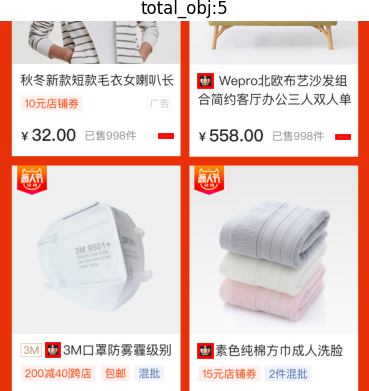 total_obj:5
秋冬新款短款毛衣女喇叭长
10元店铺券
广告
¥32.00 已售998件
Wepro北欧布艺沙发组
合简约客厅办公三人双人单
¥558.00 已售998件
3M 9501+
3M 3M口罩防雾霾级别
200减40|跨店 包邮 混批
素色纯棉方巾成人洗脸
15元店铺券 2件混批